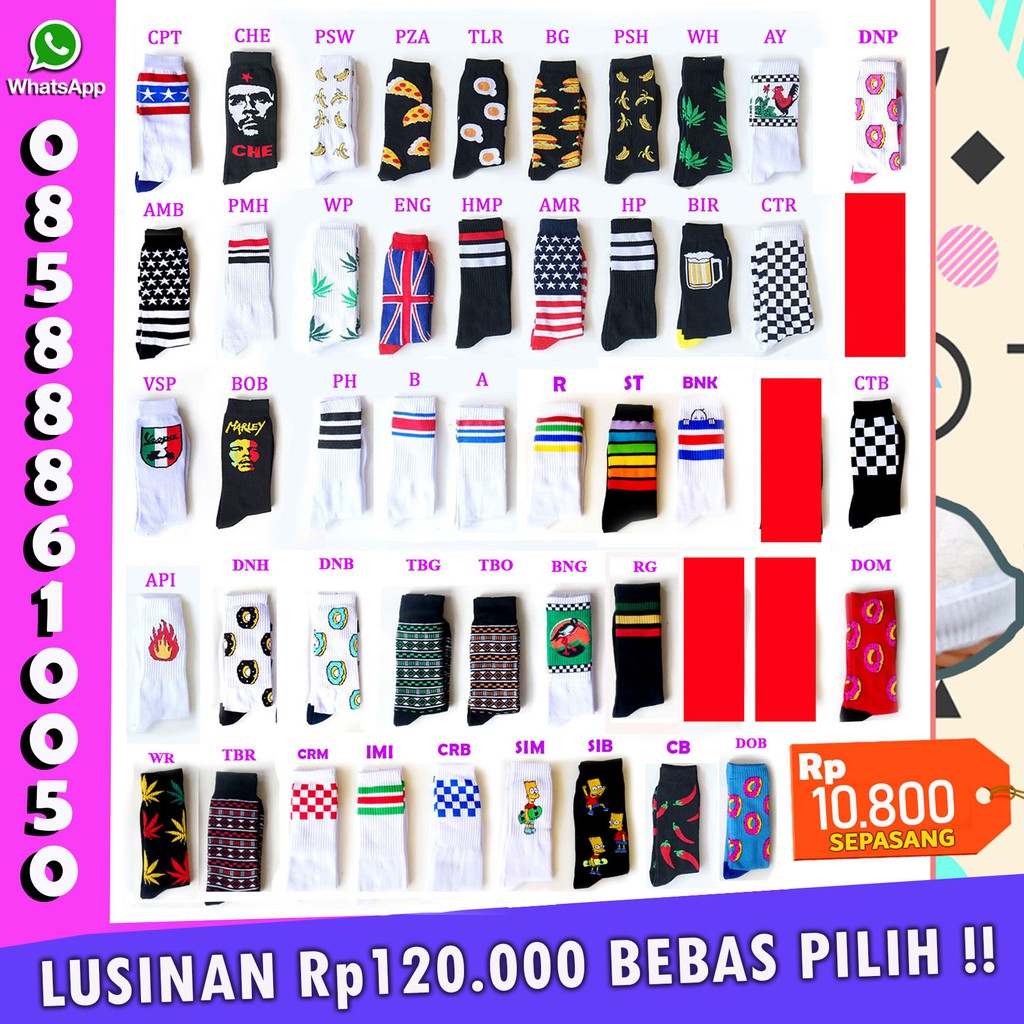 WhatsApp
085888610050
CPT CHE PSW PZA TLR BG PSH WH AY DNP
CHE
AMB PMH WP ENG HMP AMR HP BIR CTR
VSP BOB PH B A R ST BNK CTB
Vespa
MARLEY
API DNH DNB TBG TBO BNG RG DOM
WR TBR CRM IMI CRB SIM SIB CB DOB
Rp
10.800
SEPASANG
LUSINAN Rp120.000 BEBAS PILIH !!